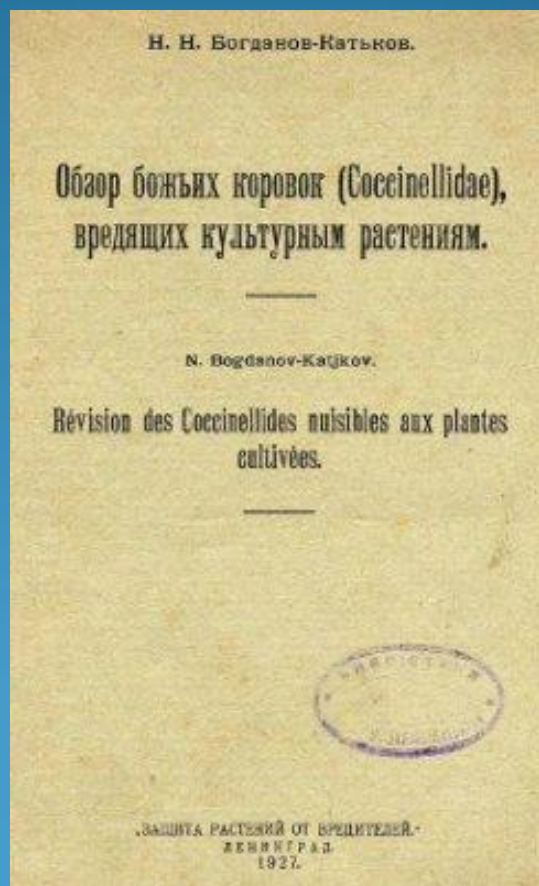 Н. Н. Богданов-Катьков.
Обзор божьих коровок (Coccinellidae),
вредящих культурным растениям.
N. Bogdanov-Katjkov.
Révision des Coccinellides nuisibles aux plantes
cultivées.
„ЗАЩИТА РАСТЕНИЙ ОТ ВРЕДИТЕЛЕЙ.“
ЛЕНИНГРАД
1927.